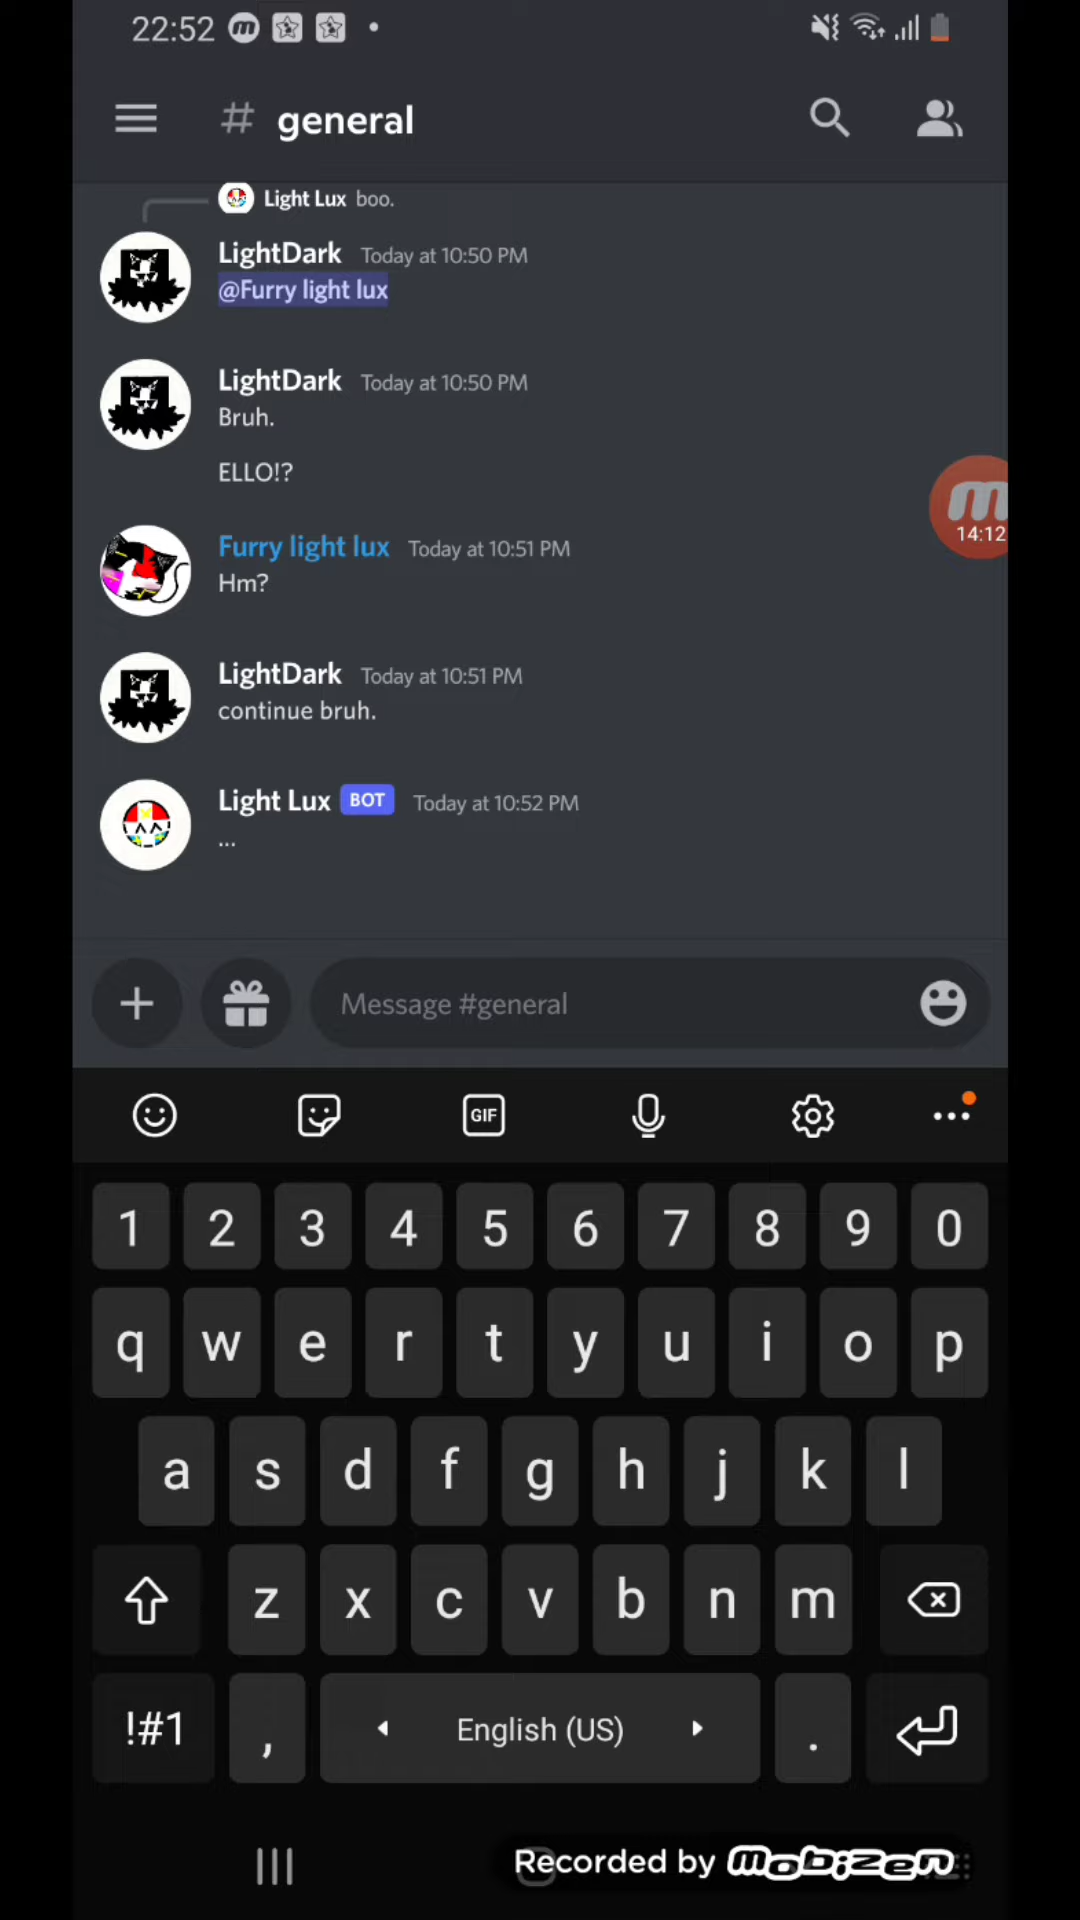 22:52
# general
Light Lux boo.
LightDark Today at 10:50 PM
@Furry light lux
LightDark Today at 10:50 PM
Bruh.
ELLO!?
m
14:12
Furry light lux Today at 10:51 PM
Hm?
LightDark Today at 10:51 PM
continue bruh.
Light Lux BOT Today at 10:52 PM
...
Message #general
GIF
1 2 3 4 5 6 7 8 9 0
q w e r t y u i o p
a s d f g h j k l
z x c v b n m
!#1 , English (US) .
Recorded by mobizen